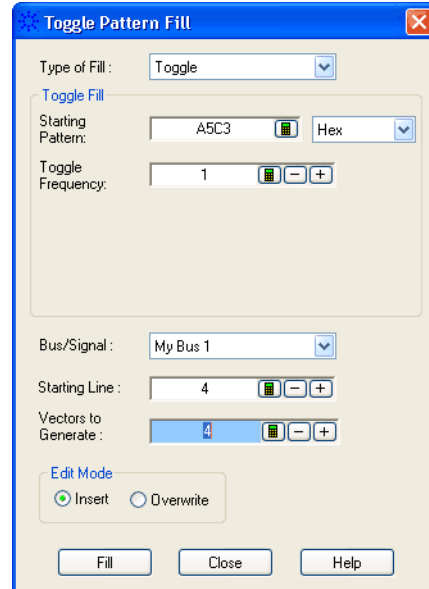 Toggle Pattern Fill
Type of Fill : Toggle
Toggle Fill
Starting Pattern: A5C3 Hex
Toggle Frequency: 1
Bus/Signal : My Bus 1
Starting Line : 4
Vectors to Generate : 4
Edit Mode
Insert Overwrite
Fill Close Help